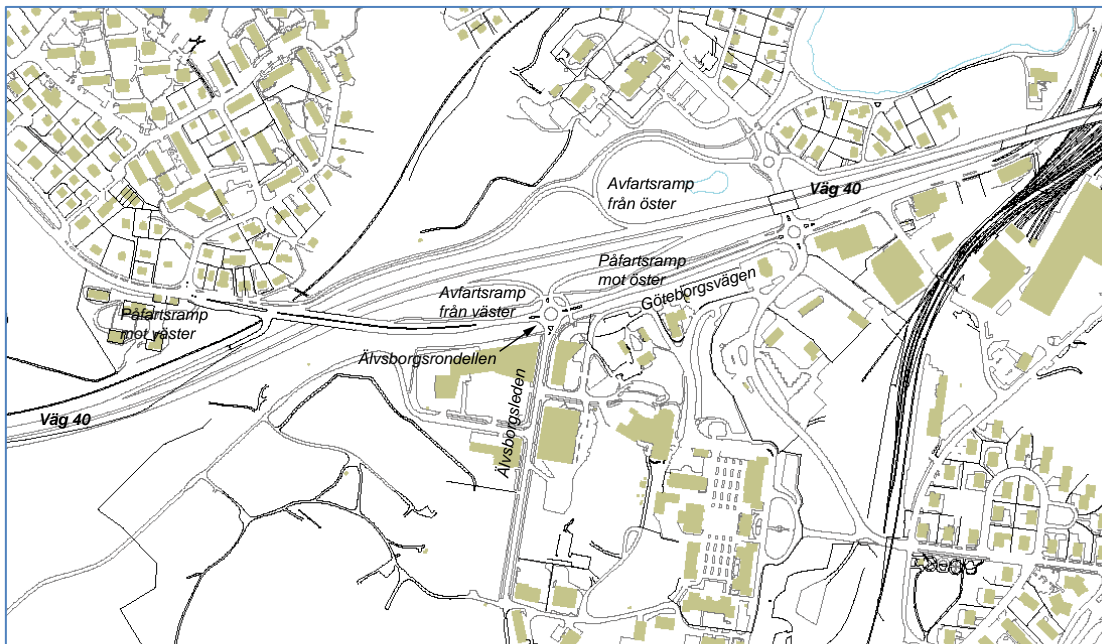 Avfartsramp
från öster
Väg 40
Påfartsramp
mot öster
Göteborgsvägen
Avfartsramp
från väster
Påfartsramp
mot väster
Älvsborgsrondellen
Väg 40
Älvsborgsleden